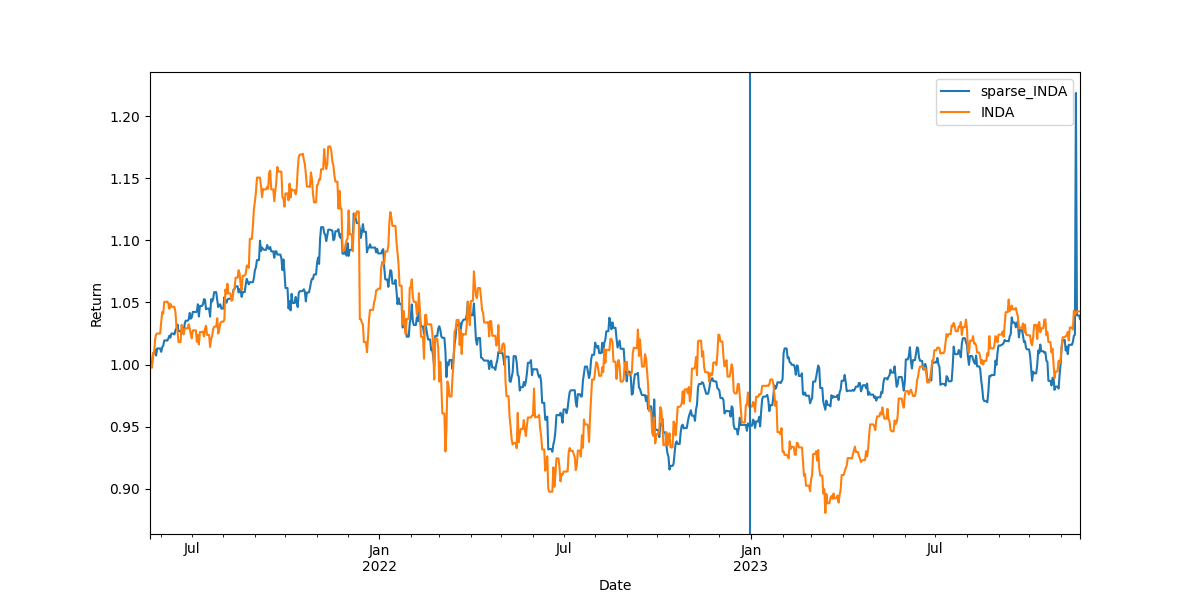 sparse_INDA
INDA
1.20
1.15
1.10
1.05
1.00
0.95
0.90
Return
Jul
Jan
2022
Jul
Jan
2023
Jul
Date